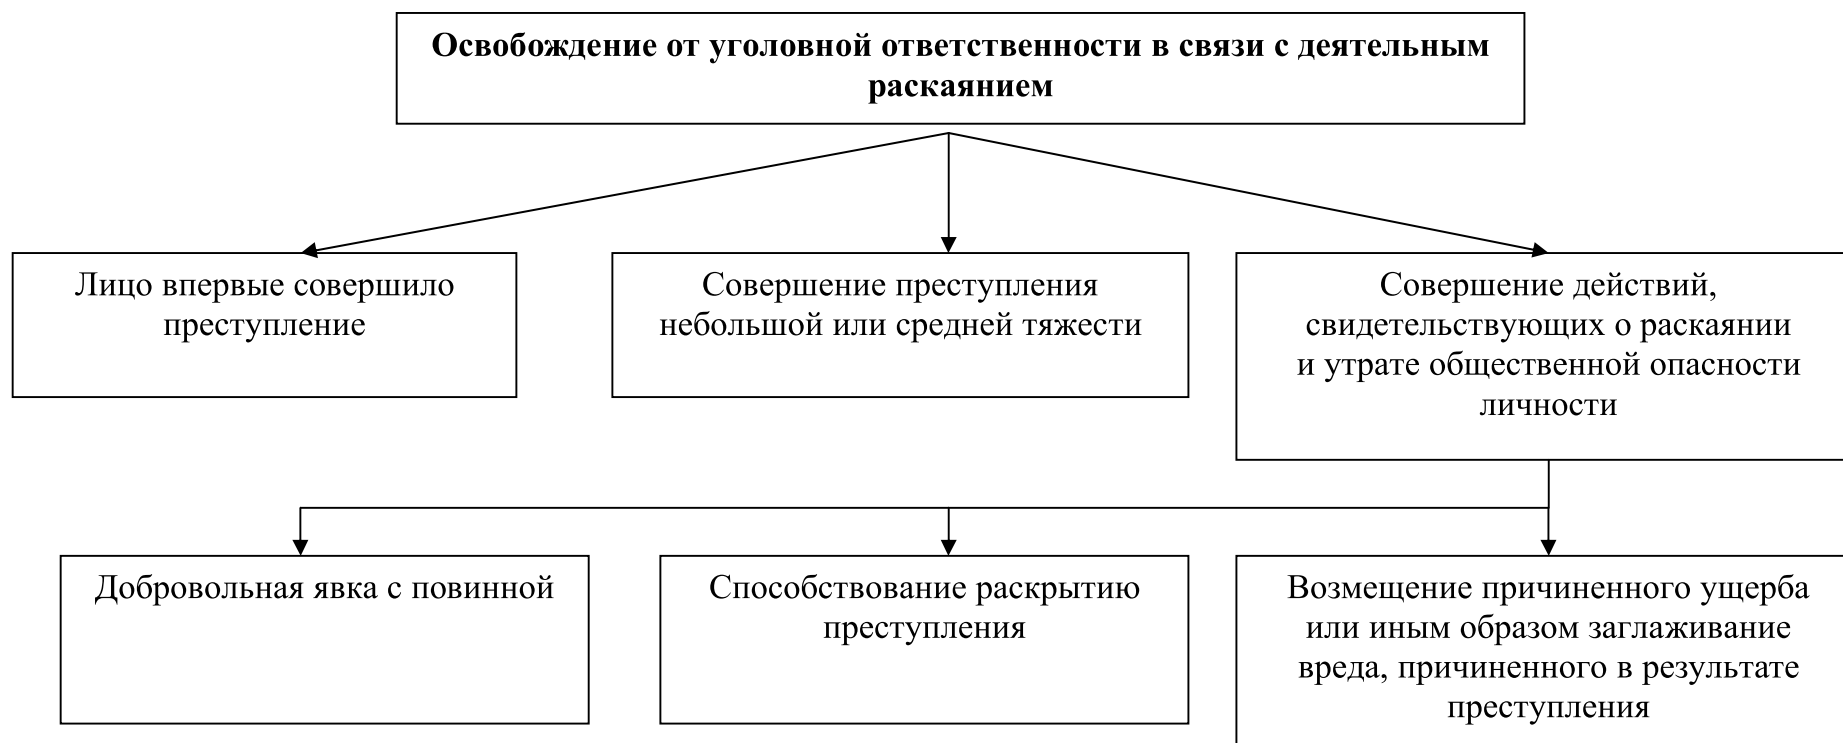 Освобождение от уголовной ответственности в связи с деятельным
раскаянием
Лицо впервые совершило
преступление
Совершение преступления
небольшой или средней тяжести
Совершение действий,
свидетельствующих о раскаянии
и утрате общественной опасности
личности
Добровольная явка с повинной
Способствование раскрытию
преступления
Возмещение причиненного ущерба
или иным образом заглаживание
вреда, причиненного в результате
преступления